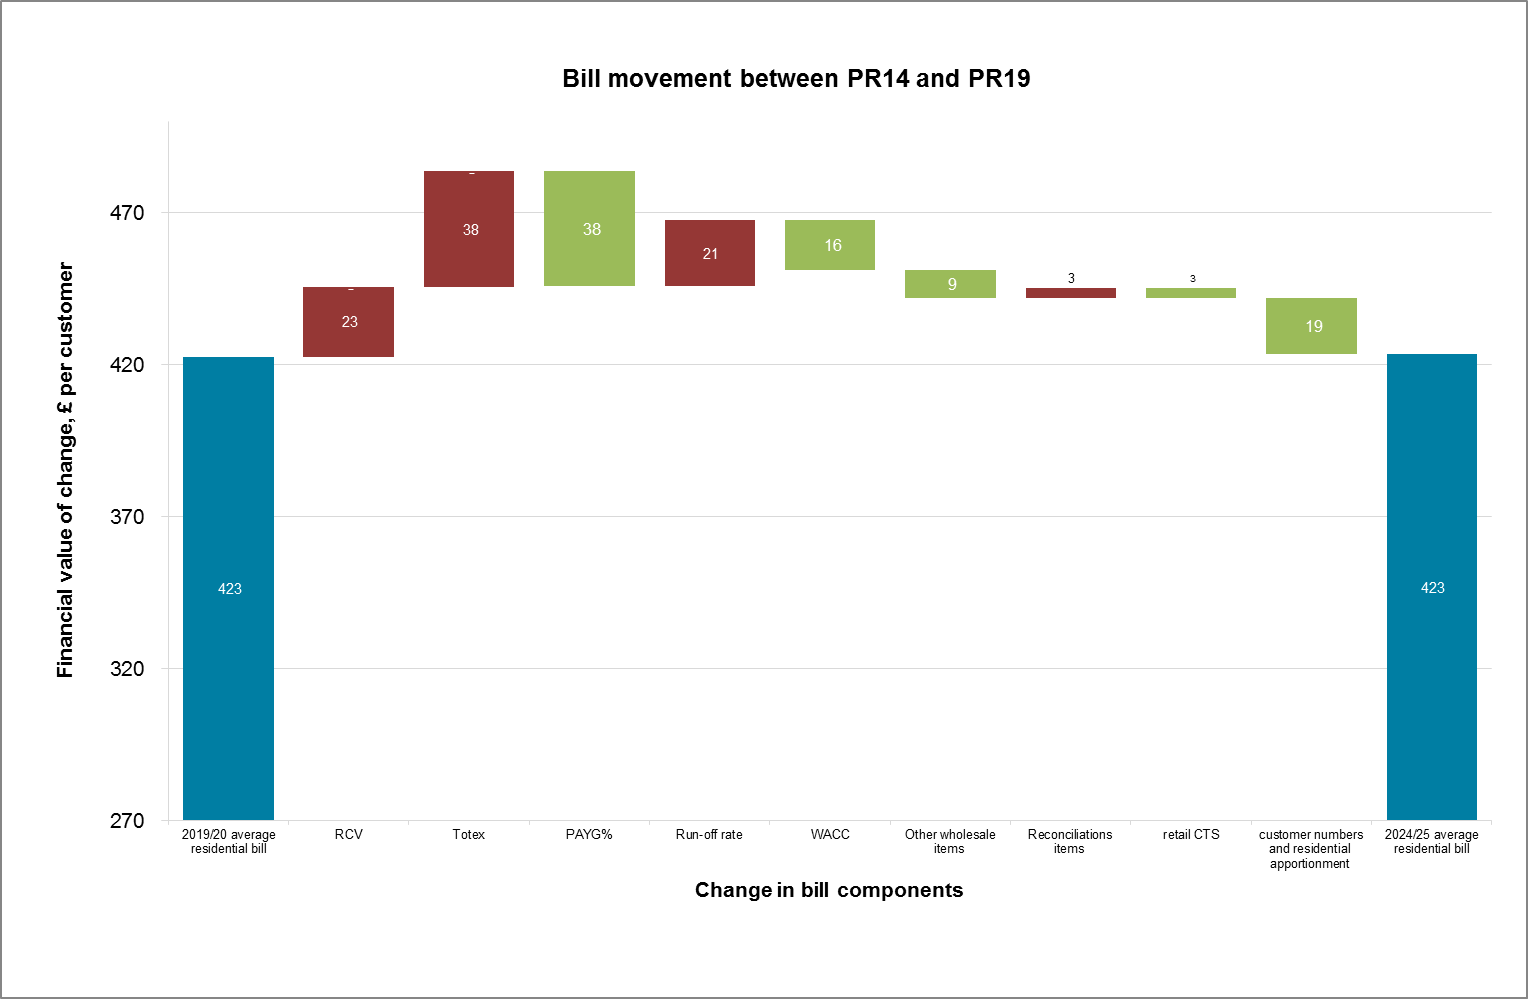 Bill movement between PR14 and PR19
Financial value of change, £ per customer
470
420
370
320
270
423
23
38
38
21
16
9
3
3
19
423
2019/20 average
residential bill
RCV
Totex
PAYG%
Run-off rate
WACC
Other wholesale
items
Reconciliations
items
retail CTS
customer numbers
and residential
apportionment
2024/25 average
residential bill
Change in bill components